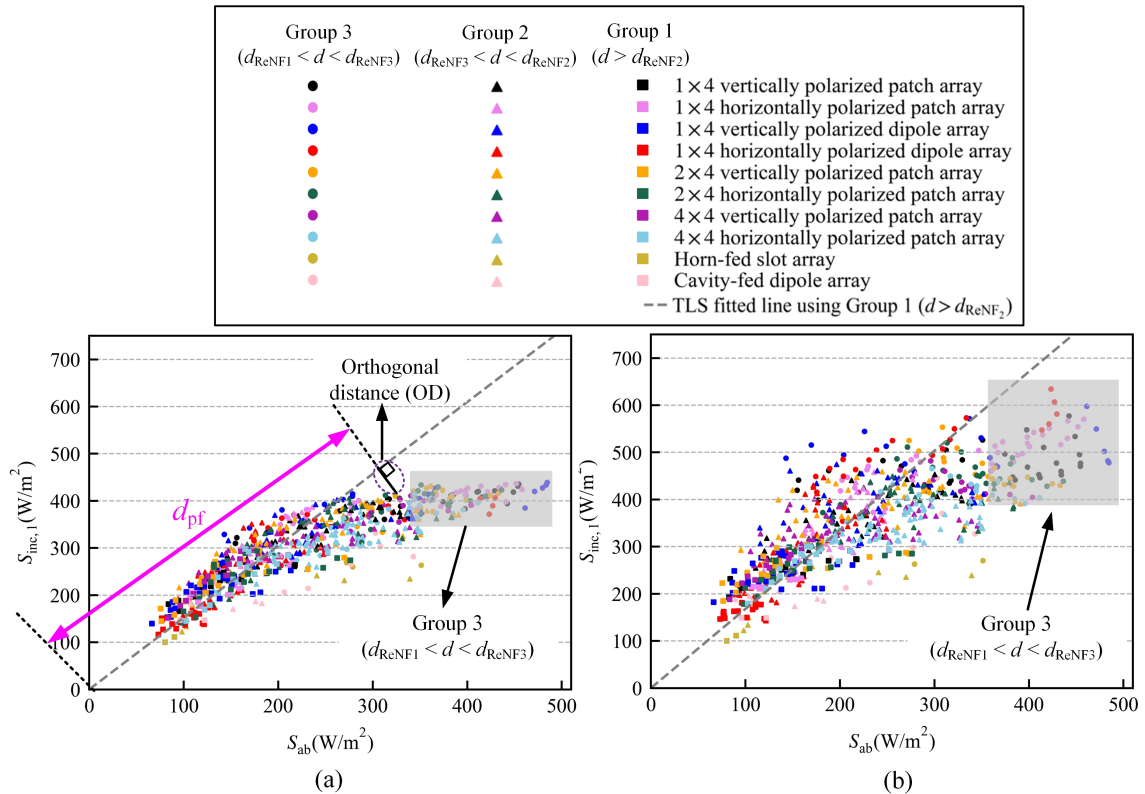 Group 3 Group 2 Group 1
(dReNF1 < d < dReNF3) (dReNF3 < d < dReNF2) (d > dReNF2)
1×4 vertically polarized patch array
1×4 horizontally polarized patch array
1×4 vertically polarized dipole array
1×4 horizontally polarized dipole array
2×4 vertically polarized patch array
2×4 horizontally polarized patch array
4×4 vertically polarized patch array
4×4 horizontally polarized patch array
Horn-fed slot array
Cavity-fed dipole array
TLS fitted line using Group 1 (d > dReNF2)
700
600
500
400
300
200
100
0
Sinc,1(W/m2)
Orthogonal
distance (OD)
dpf
Group 3
(dReNF1 < d < dReNF3)
0 100 200 300 400 500
Sab(W/m2)
(a)
700
600
500
400
300
200
100
0
Sinc,1(W/m2)
Group 3
(dReNF1 < d < dReNF3)
0 100 200 300 400 500
Sab(W/m2)
(b)